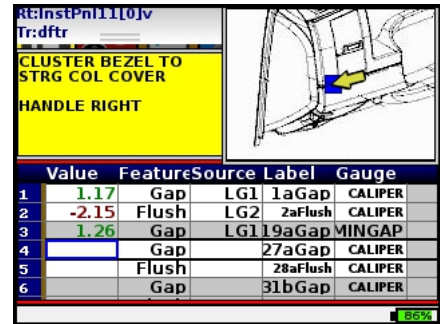 Rt:InstPnl11[0]v
Tr:dftr
CLUSTER BEZEL TO
STRG COL COVER
HANDLE RIGHT
Value Feature Source Label Gauge
1 1.17 Gap LG1 1aGap CALIPER
2 -2.15 Flush LG2 2aFlush CALIPER
3 1.26 Gap LG1 19aGap MINGAP
4 Gap 27aGap CALIPER
5 Flush 28aFlush CALIPER
6 Gap 31bGap CALIPER
86%